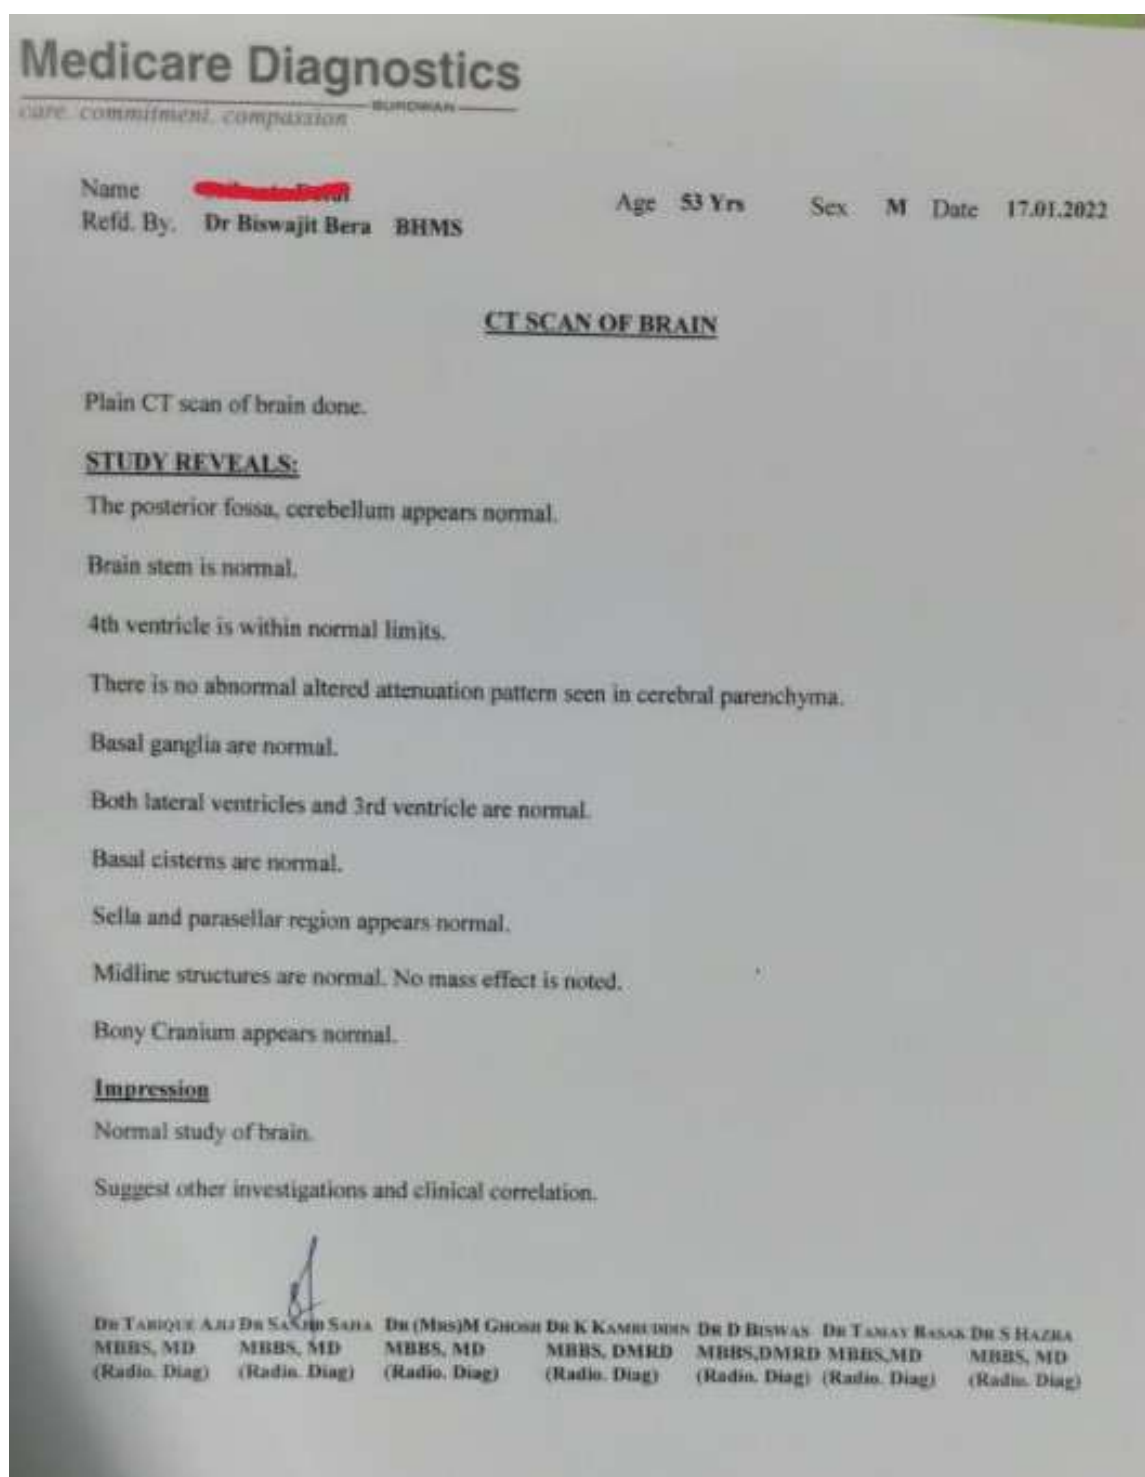 Medicare Diagnostics
BURDWAN
care. commitment. compassion
Name Age 53 Yrs Sex M Date 17.01.2022
Refd. By. Dr Biswajit Bera BHMS
CT SCAN OF BRAIN
Plain CT scan of brain done.
STUDY REVEALS:
The posterior fossa, cerebellum appears normal.
Brain stem is normal.
4th ventricle is within normal limits.
There is no abnormal altered attenuation pattern seen in cerebral parenchyma.
Basal ganglia are normal.
Both lateral ventricles and 3rd ventricle are normal.
Basal cisterns are normal.
Sella and parasellar region appears normal.
Midline structures are normal. No mass effect is noted.
Bony Cranium appears normal.
Impression
Normal study of brain.
Suggest other investigations and clinical correlation.
DR TARIQUE DR SAHA DR (MRS)M GHOSH DR K KAMRUDDIN DR D BISWAS DR TANAY BASAK DR S HAZRA
MBBS, MD MBBS, MD MBBS, MD MBBS, DMRD MBBS,DMRD MBBS,MD MBBS, MD
(Radio. Diag) (Radio. Diag) (Radio. Diag) (Radio. Diag) (Radio. Diag) (Radio. Diag) (Radio. Diag)